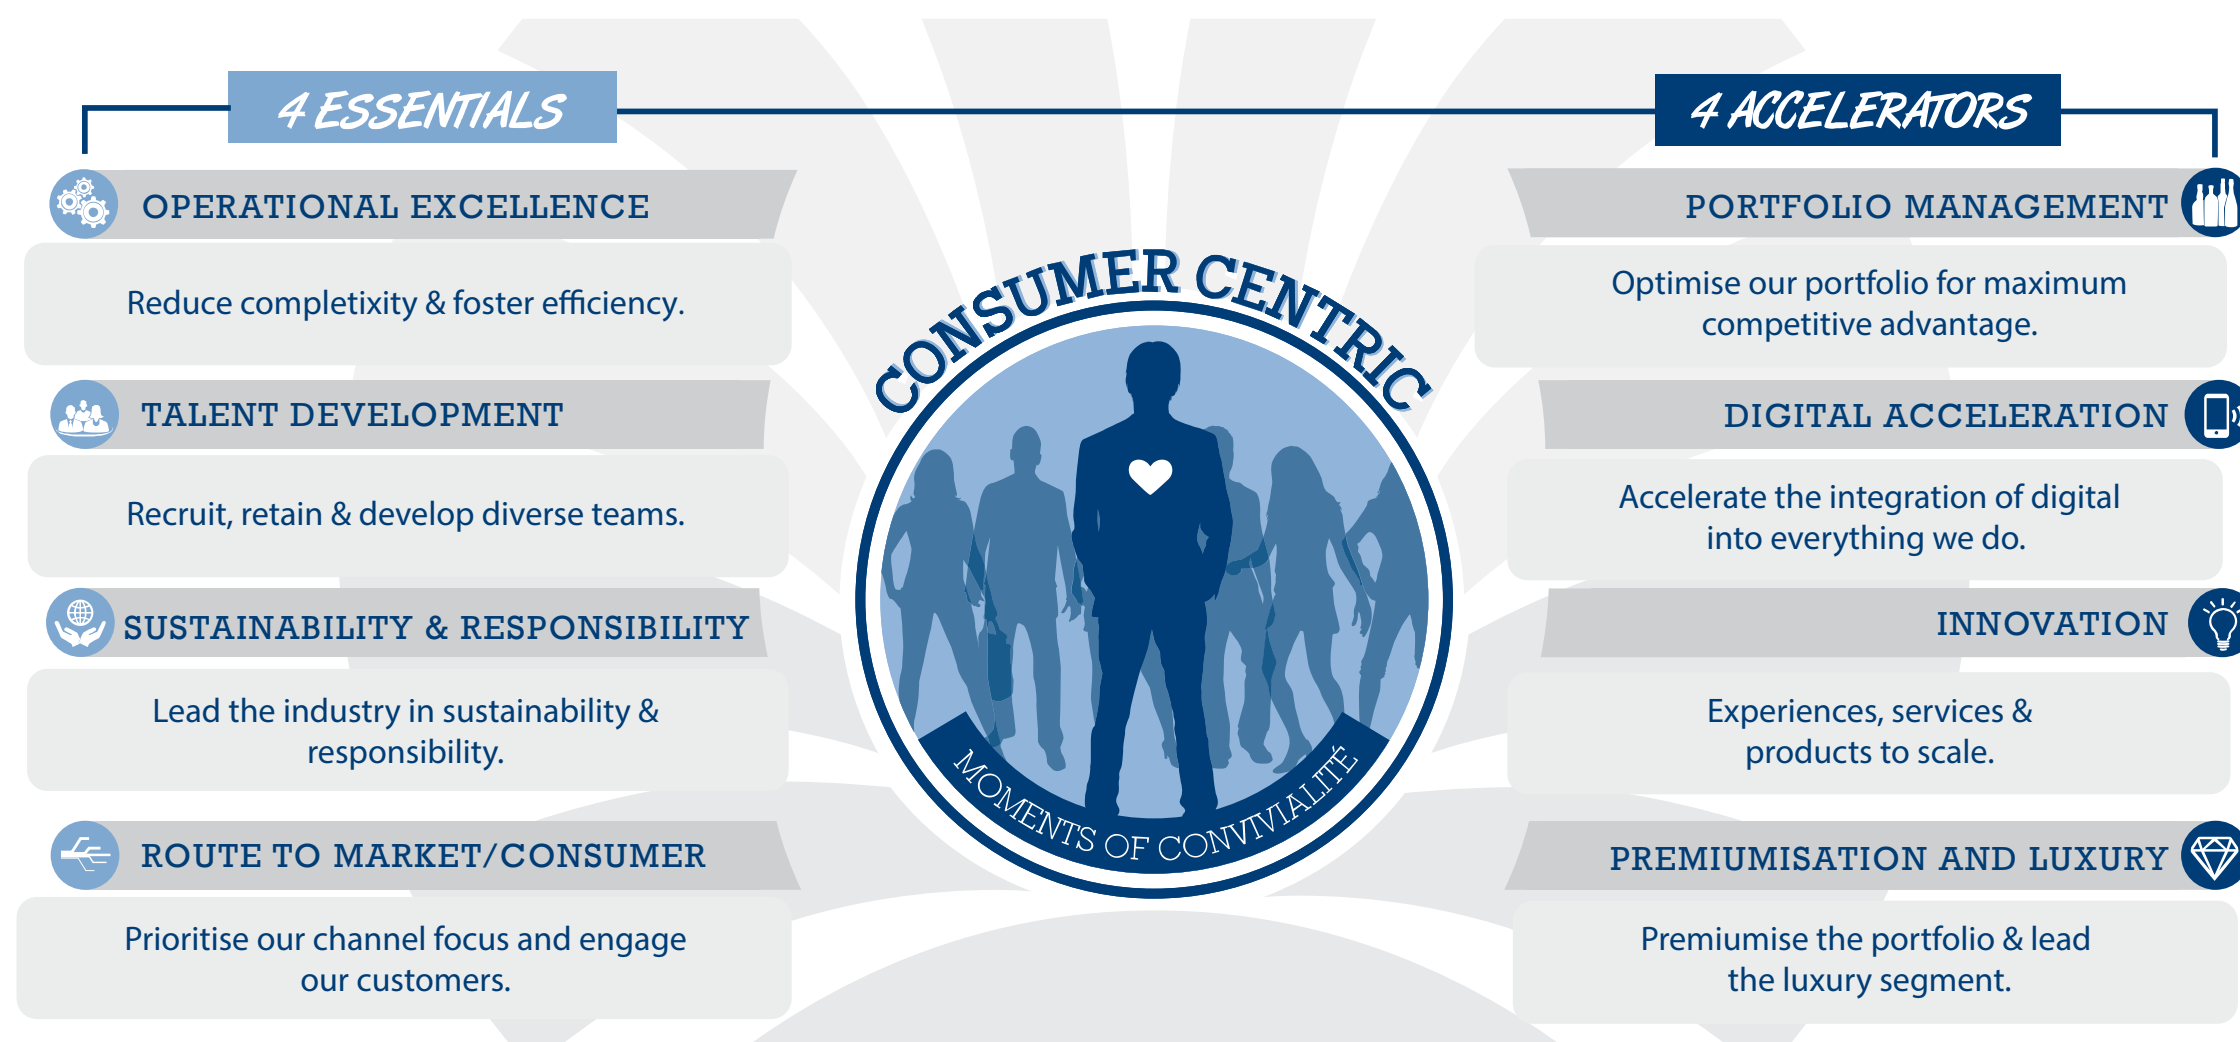 4 ESSENTIALS
OPERATIONAL EXCELLENCE
Reduce completixity & foster efficiency.
TALENT DEVELOPMENT
Recruit, retain & develop diverse teams.
SUSTAINABILITY & RESPONSIBILITY
Lead the industry in sustainability &
responsibility.
ROUTE TO MARKET/CONSUMER
Prioritise our channel focus and engage
our customers.
CONSUMER CENTRIC
MOMENTS OF CONVIVIALITÉ
4 ACCELERATORS
PORTFOLIO MANAGEMENT
Optimise our portfolio for maximum
competitive advantage.
DIGITAL ACCELERATION
Accelerate the integration of digital
into everything we do.
INNOVATION
Experiences, services &
products to scale.
PREMIUMISATION AND LUXURY
Premiumise the portfolio & lead
the luxury segment.